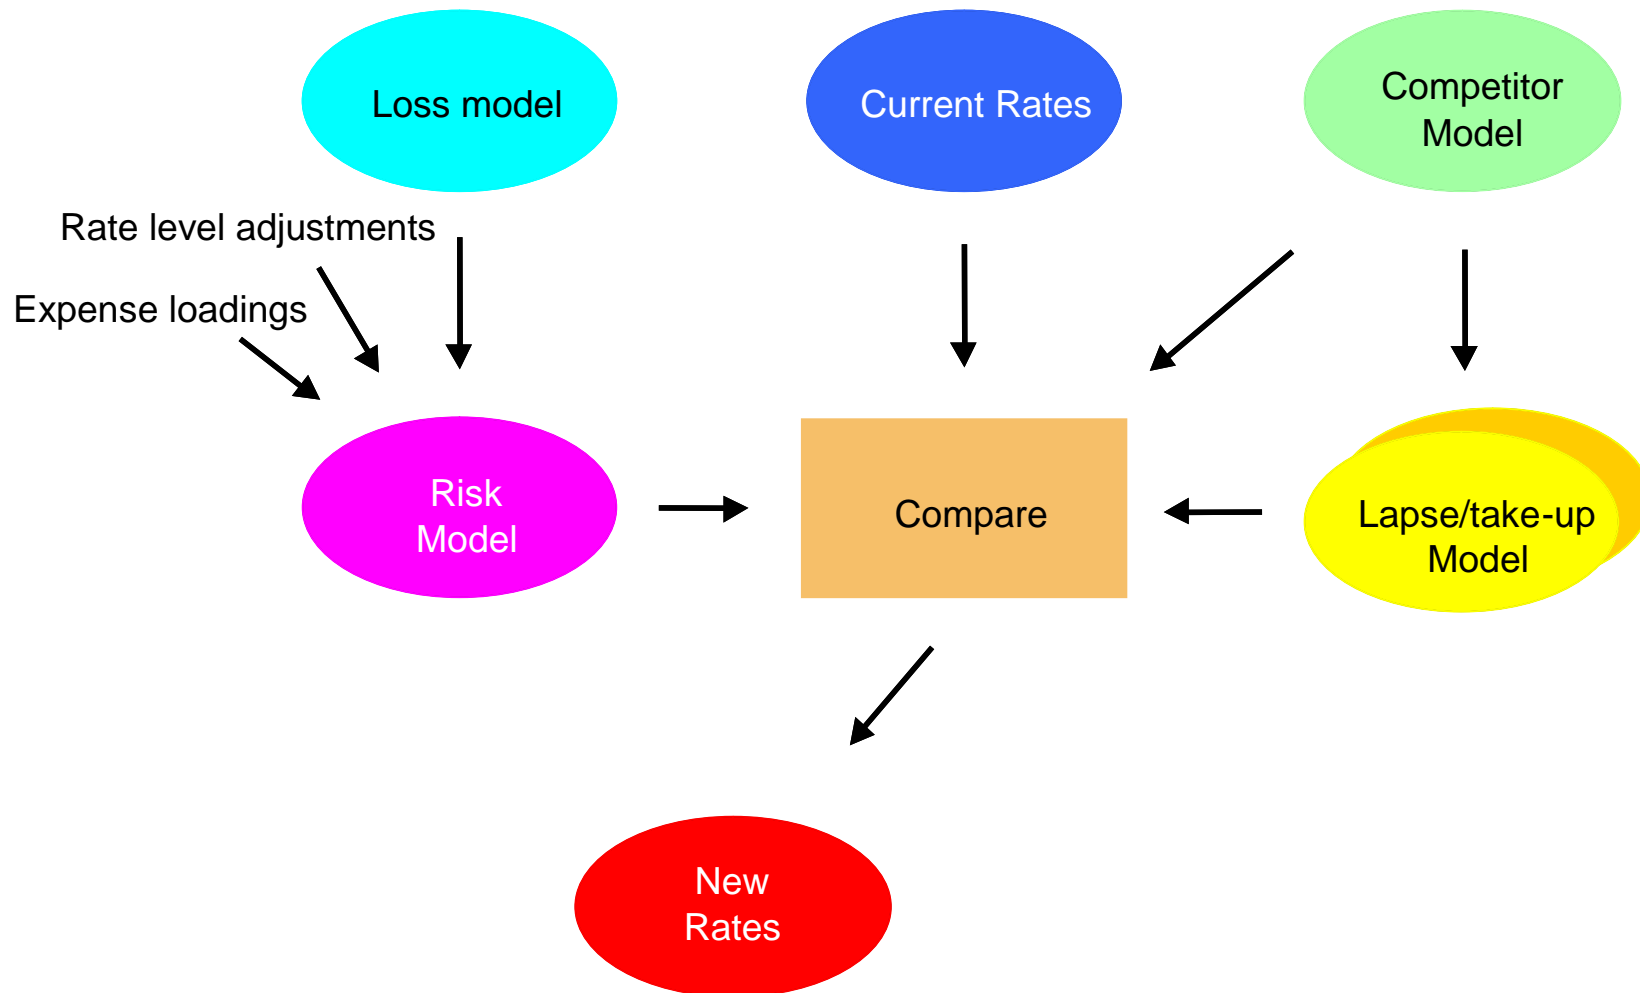 Loss model
Current Rates
Competitor
Model
Rate level adjustments
Expense loadings
Risk
Model
Compare
Lapse/take-up
Model
New
Rates